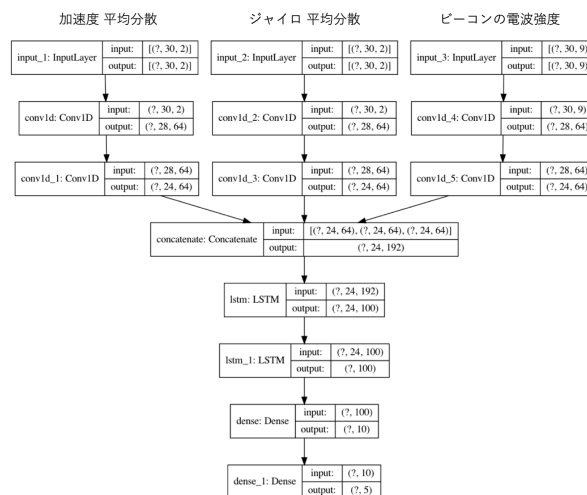 加速度 平均分散
ジャイロ 平均分散
ビーコンの電波強度
input_1: InputLayer
input: [(?, 30, 2)]
output: [(?, 30, 2)]
input_2: InputLayer
input: [(?, 30, 2)]
output: [(?, 30, 2)]
input_3: InputLayer
input: [(?, 30, 9)]
output: [(?, 30, 9)]
conv1d: Conv1D
input: (?, 30, 2)
output: (?, 28, 64)
conv1d_2: Conv1D
input: (?, 30, 2)
output: (?, 28, 64)
conv1d_4: Conv1D
input: (?, 30, 9)
output: (?, 28, 64)
conv1d_1: Conv1D
input: (?, 28, 64)
output: (?, 24, 64)
conv1d_3: Conv1D
input: (?, 28, 64)
output: (?, 24, 64)
conv1d_5: Conv1D
input: (?, 28, 64)
output: (?, 24, 64)
concatenate: Concatenate
input: [(?, 24, 64), (?, 24, 64), (?, 24, 64)]
output: (?, 24, 192)
lstm: LSTM
input: (?, 24, 192)
output: (?, 24, 100)
lstm_1: LSTM
input: (?, 24, 100)
output: (?, 100)
dense: Dense
input: (?, 100)
output: (?, 10)
dense_1: Dense
input: (?, 10)
output: (?, 5)